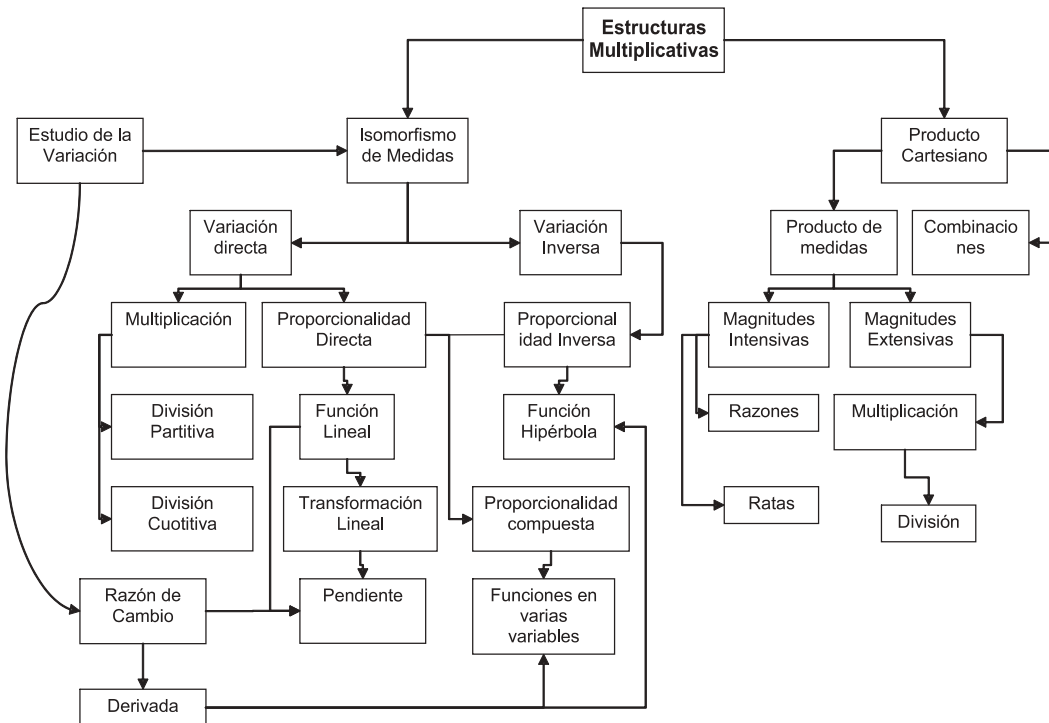 Estructuras
Multiplicativas
Estudio de la
Variación
Isomorfismo
de Medidas
Producto
Cartesiano
Variación
directa
Variación
Inversa
Producto de
medidas
Combinacio
nes
Multiplicación
Proporcionalidad
Directa
Proporcional
idad Inversa
Magnitudes
Intensivas
Magnitudes
Extensivas
División
Partitiva
Función
Lineal
Función
Hipérbola
Razones
Multiplicación
División
Cuotitiva
Transformación
Lineal
Proporcionalidad
compuesta
Ratas
División
Razón de
Cambio
Pendiente
Funciones en
varias
variables
Derivada